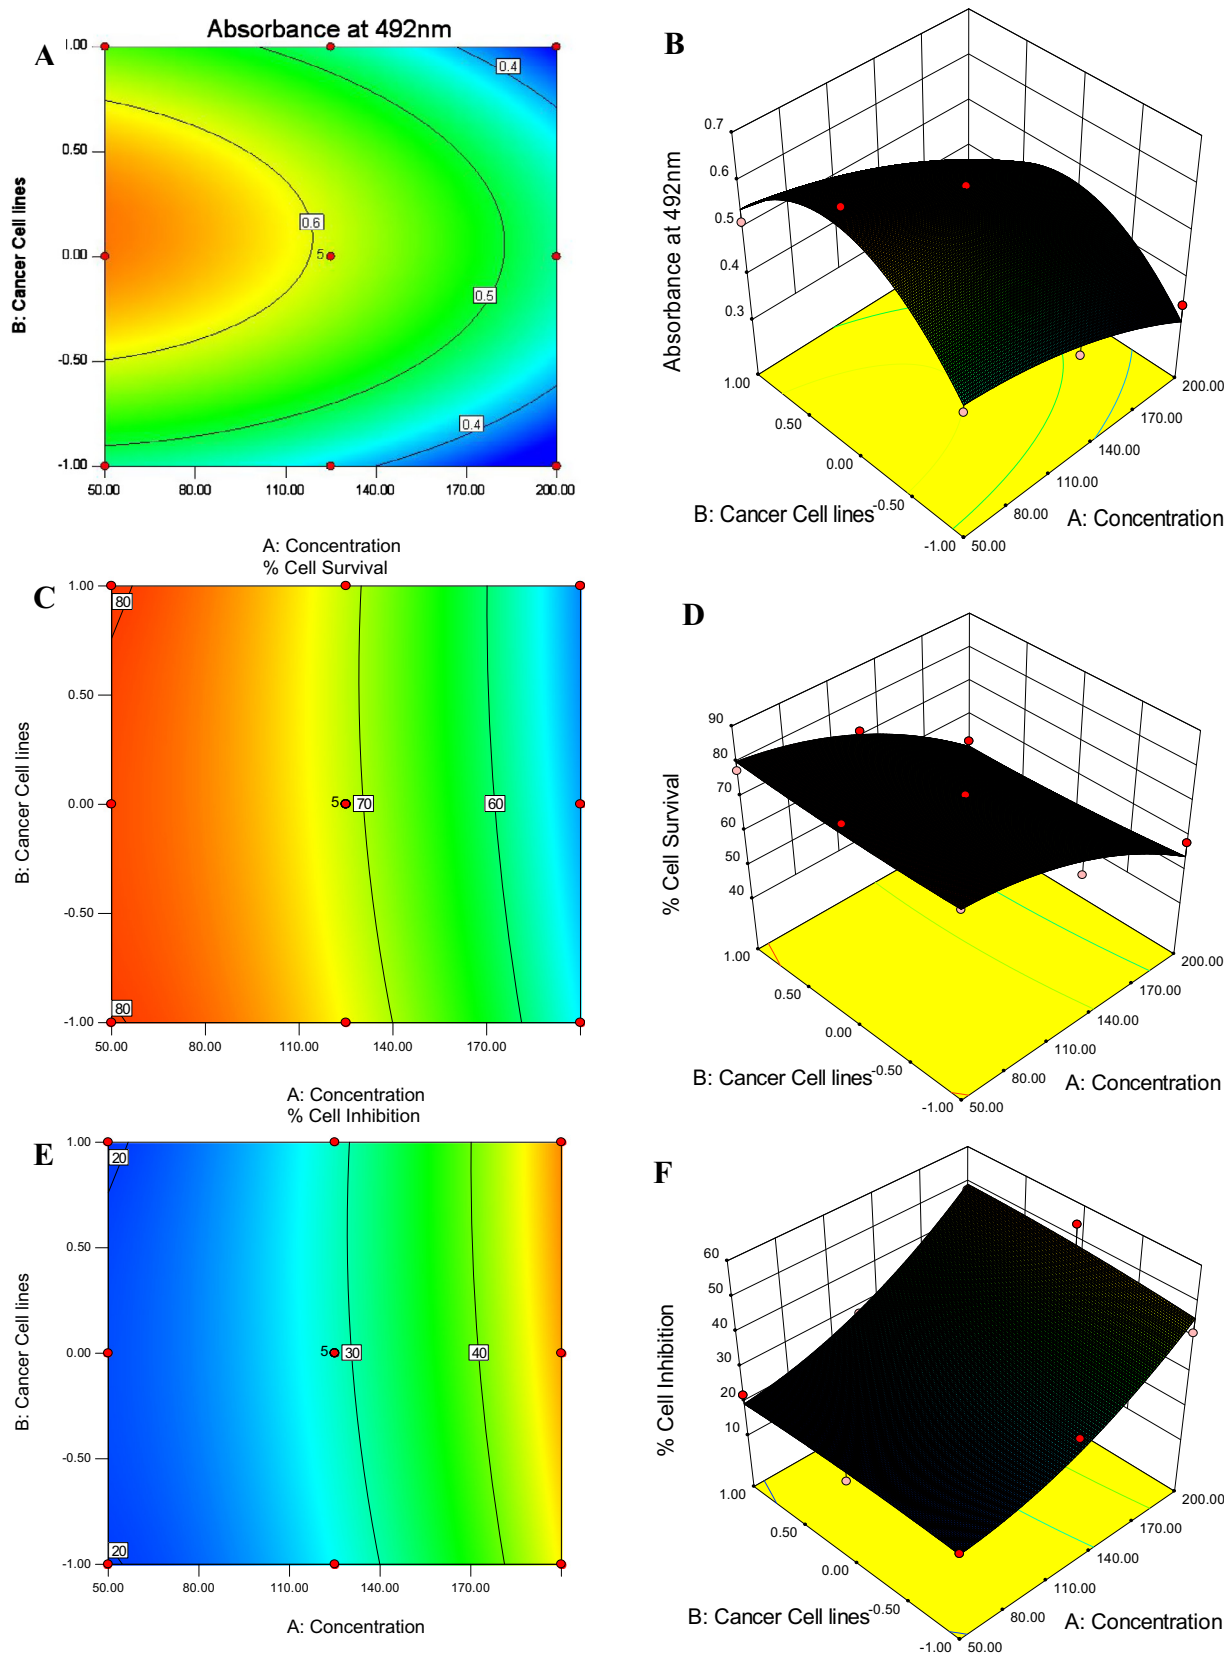 A
Absorbance at 492nm
1.00
0.50
0.00
-0.50
-1.00
B: Cancer Cell lines
0.4
0.6
5
0.5
0.4
50.00 80.00 110.00 140.00 170.00 200.00
A: Concentration
B
0.7
0.6
0.5
0.4
0.3
Absorbance at 492nm
1.00
0.50
0.00
-0.50
-1.00
B: Cancer Cell lines
50.00
80.00
110.00
140.00
170.00
200.00
A: Concentration
C
% Cell Survival
1.00
0.50
0.00
-0.50
-1.00
B: Cancer Cell lines
80
5
70
60
80
50.00 80.00 110.00 140.00 170.00
A: Concentration
D
90
80
70
60
50
40
% Cell Survival
1.00
0.50
0.00
-0.50
-1.00
B: Cancer Cell lines
50.00
80.00
110.00
140.00
170.00
200.00
A: Concentration
E
% Cell Inhibition
1.00
0.50
0.00
-0.50
-1.00
B: Cancer Cell lines
20
5
30
40
20
50.00 80.00 110.00 140.00 170.00
A: Concentration
F
60
50
40
30
20
10
% Cell Inhibition
1.00
0.50
0.00
-0.50
-1.00
B: Cancer Cell lines
50.00
80.00
110.00
140.00
170.00
200.00
A: Concentration